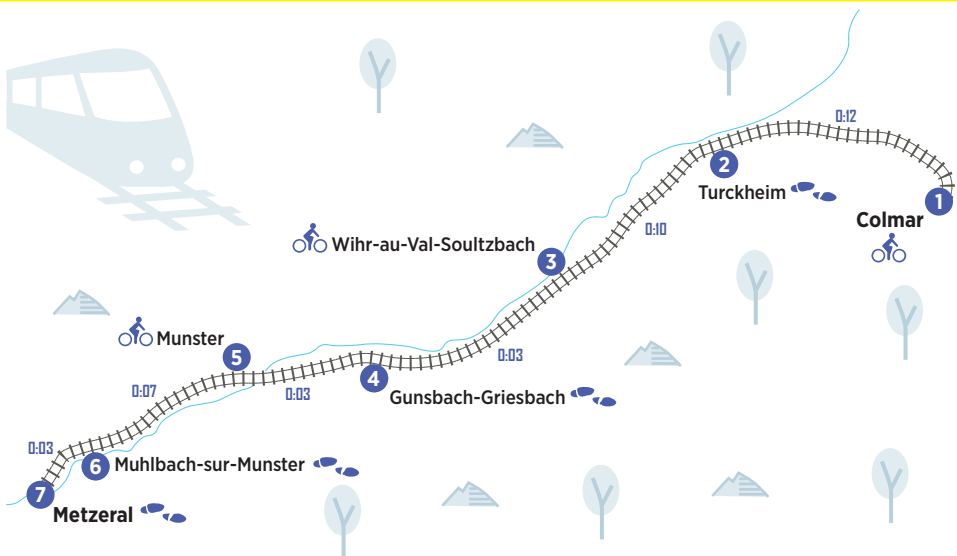 0:12
2
Turckheim
1
Colmar
0:10
Wihr-au-Val-Soultzbach
3
Munster
5
0:03
4
Gunsbach-Griesbach
0:03
0:07
0:03
6
Muhlbach-sur-Munster
7
Metzeral